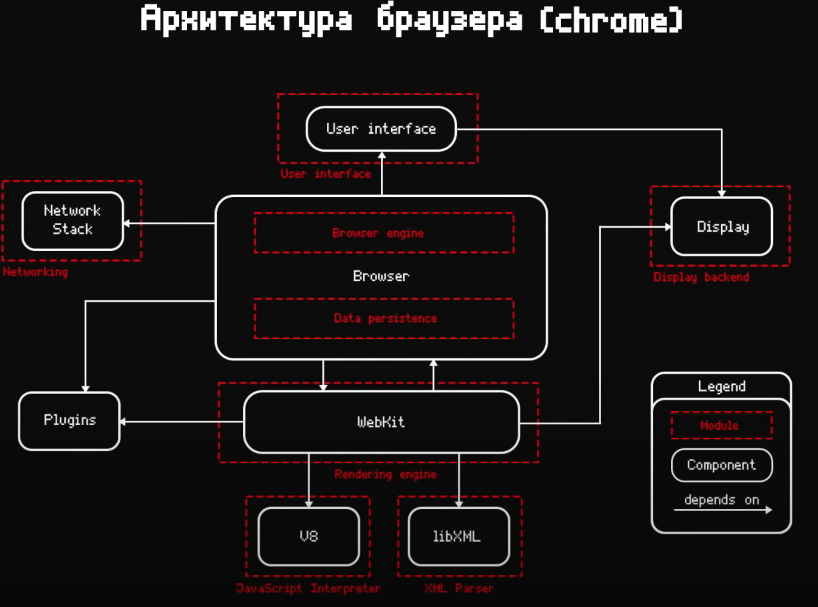 Архитектура браузера (chrome)
User interface
User interface
Network
Stack
Networking
Browser engine
Browser
Data persistence
Display
Display backend
Plugins
WebKit
Rendering engine
V8
JavaScript Interpreter
libXML
XML Parser
Legend
Module
Component
depends on